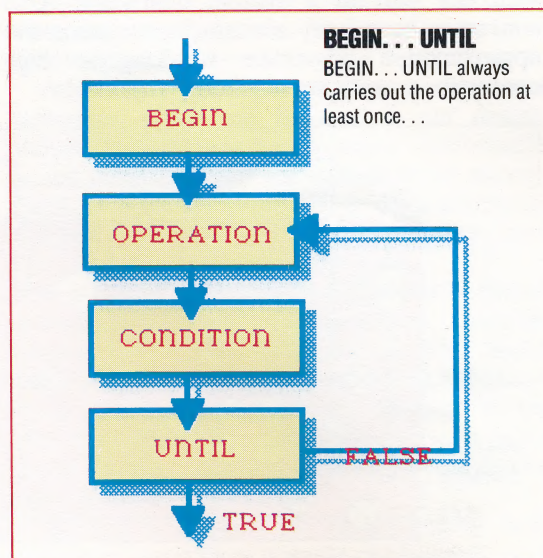 BEGIN. . . UNTIL
BEGIN. . . UNTIL always
carries out the operation at
least once. . .
BEGIN
OPERATION
CONDITION
UNTIL
FALSE
TRUE